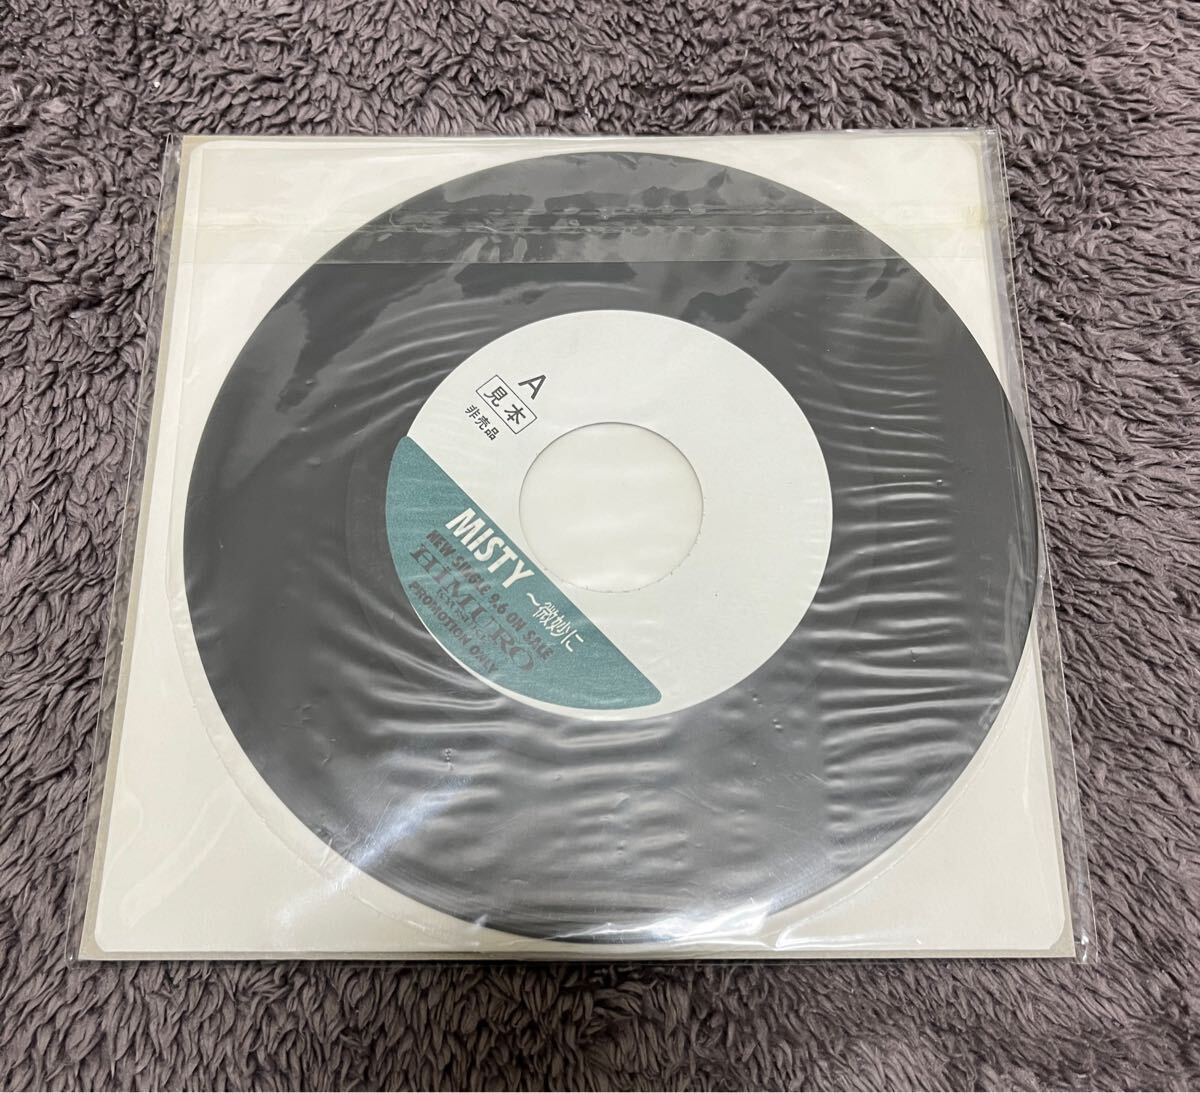 A
見本
非売品
MISTY ～微妙に
NEW SINGLE 9.6 ON SALE
HIMURO
PROMOTION ONLY